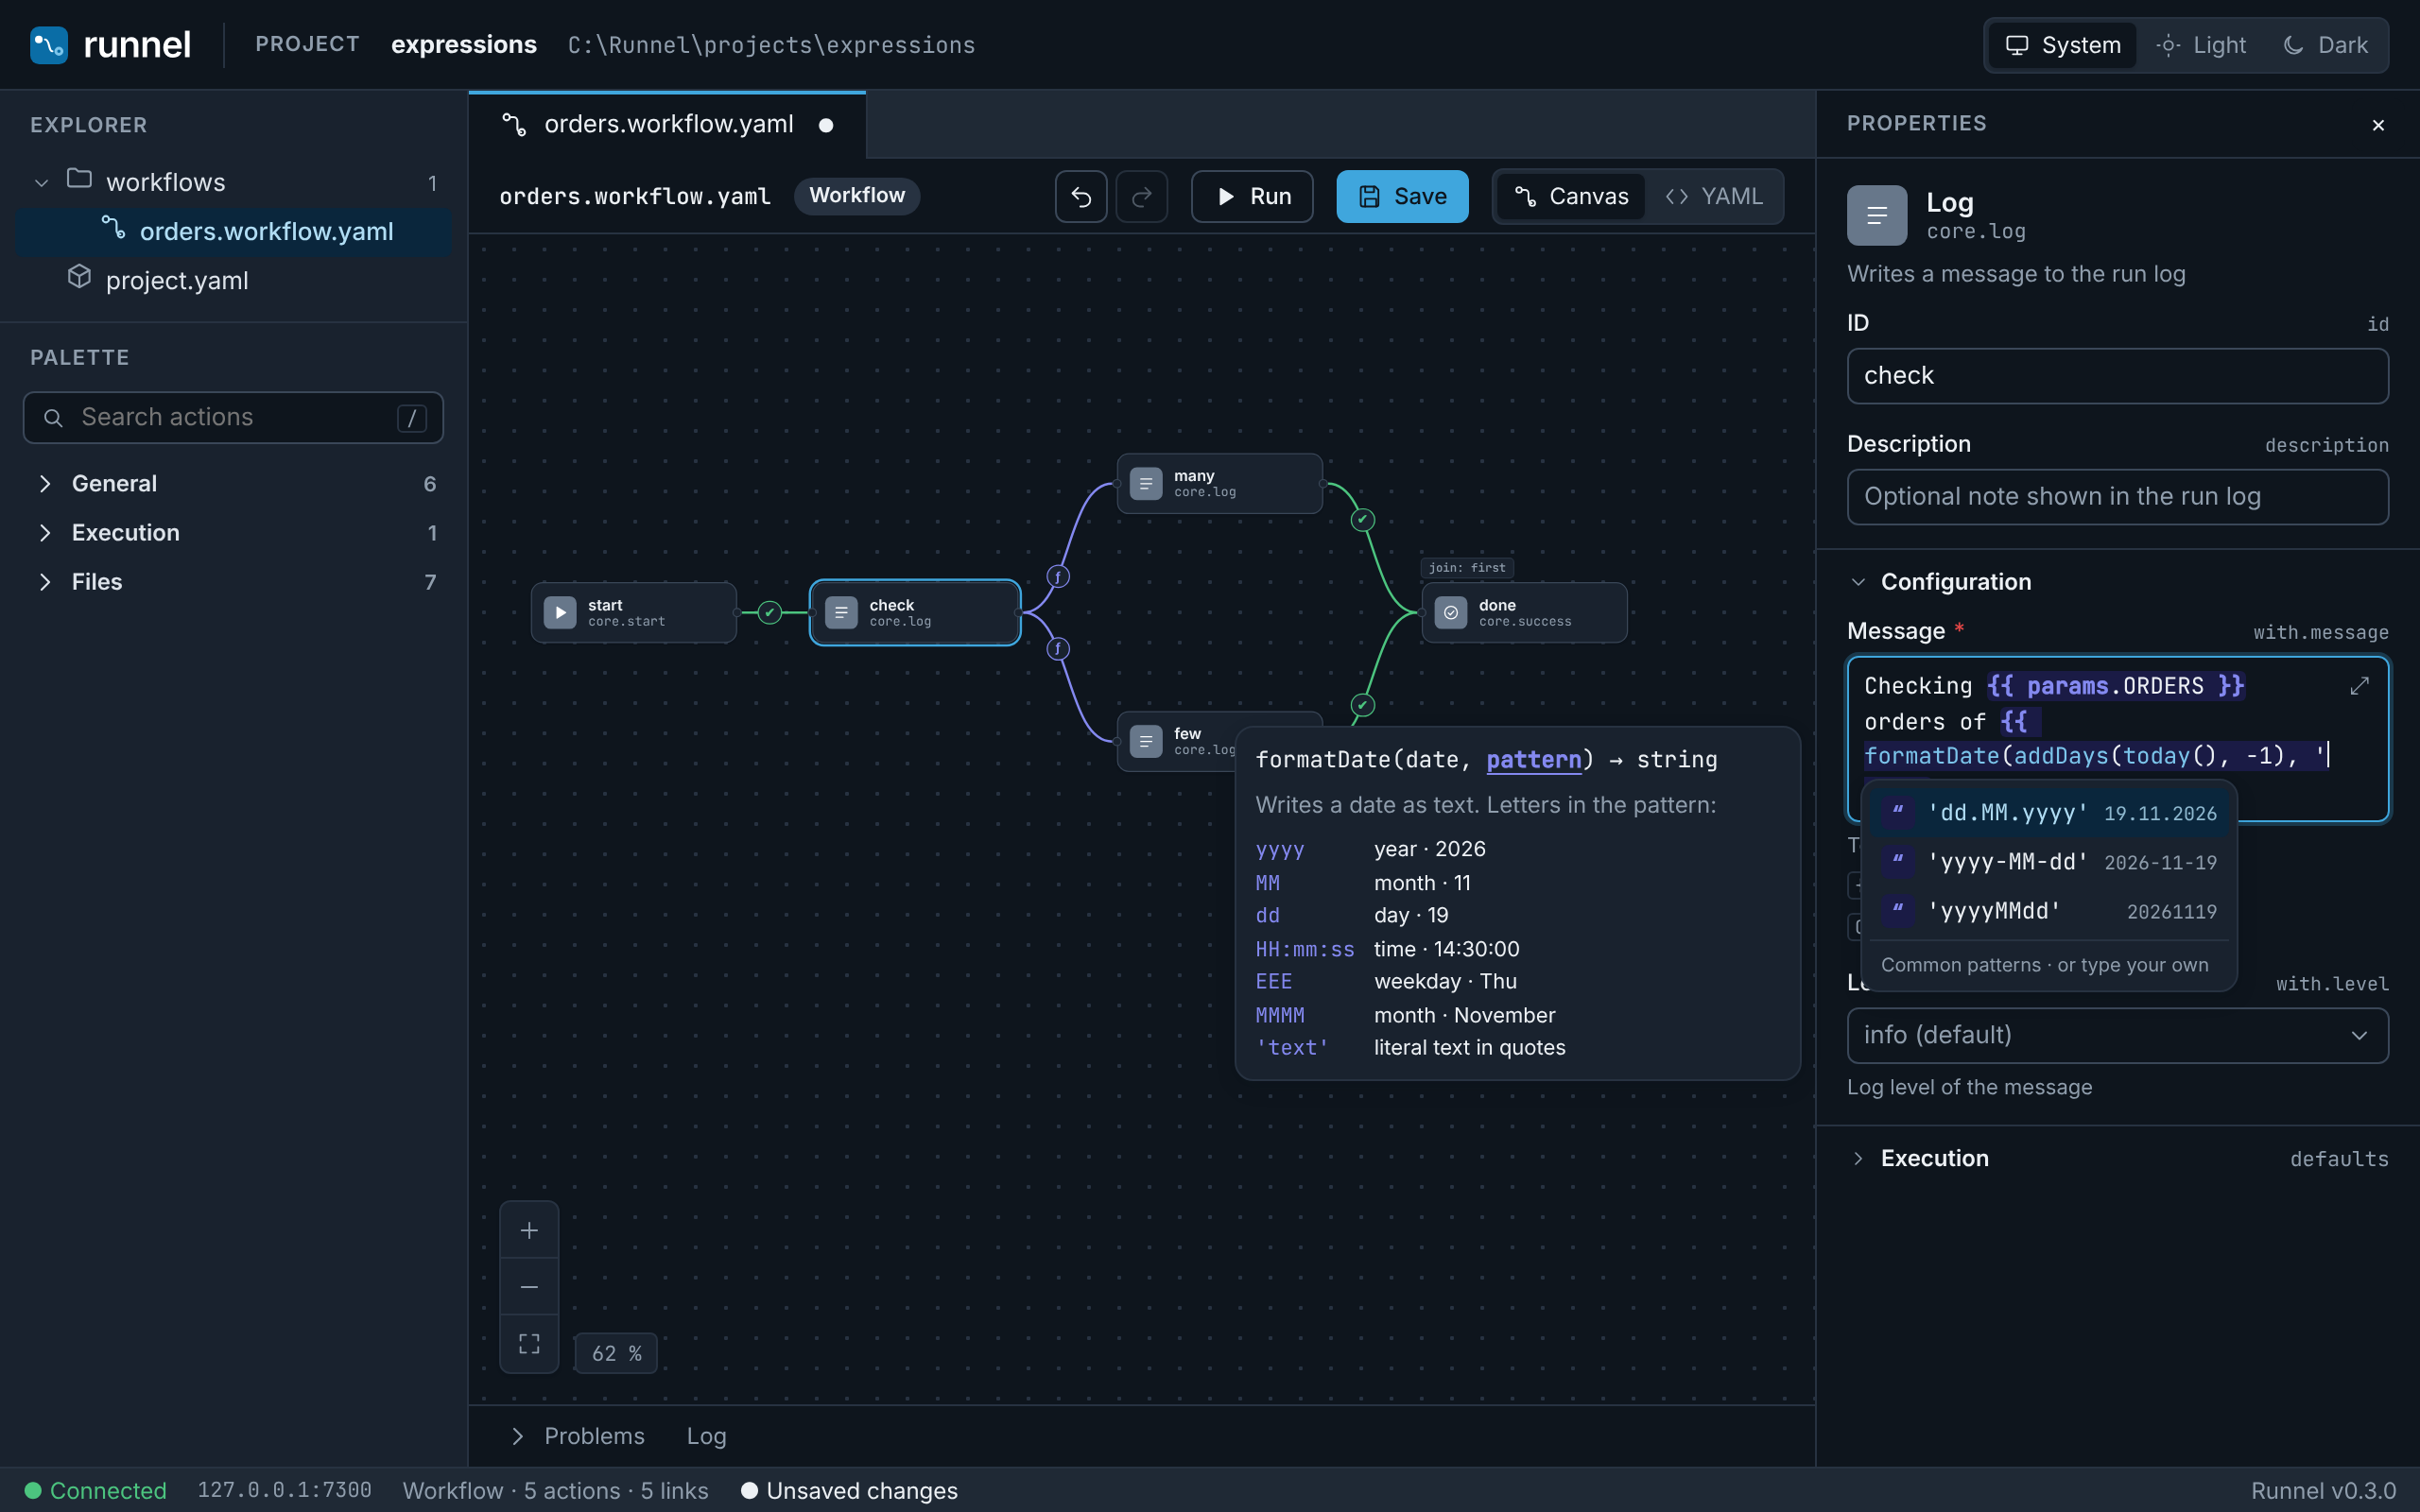 runnel
PROJECT expressions C:\Runnel\projects\expressions
System Light Dark
EXPLORER
workflows 1
orders.workflow.yaml
project.yaml
PALETTE
Search actions /
General 6
Execution 1
Files 7
orders.workflow.yaml
orders.workflow.yaml Workflow
Run Save Canvas YAML
start
core.start
check
core.log
many
core.log
few
core.log
join: first
done
core.success
formatDate(date, pattern) → string
Writes a date as text. Letters in the pattern:
yyyy year · 2026
MM month · 11
dd day · 19
HH:mm:ss time · 14:30:00
EEE weekday · Thu
MMMM month · November
'text' literal text in quotes
62 %
Problems Log
PROPERTIES
Log
core.log
Writes a message to the run log
ID id
check
Description description
Optional note shown in the run log
Configuration
Message * with.message
Checking {{ params.ORDERS }}
orders of {{
formatDate(addDays(today(), -1), '
'dd.MM.yyyy' 19.11.2026
'yyyy-MM-dd' 2026-11-19
'yyyyMMdd' 20261119
Common patterns · or type your own
with.level
info (default)
Log level of the message
Execution defaults
Connected 127.0.0.1:7300 Workflow · 5 actions · 5 links Unsaved changes
Runnel v0.3.0